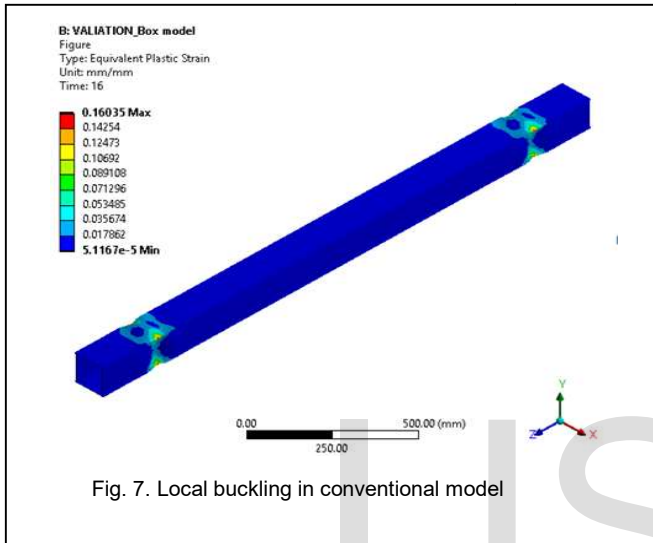 B: VALIATION_Box model
Figure
Type: Equivalent Plastic Strain
Unit: mm/mm
Time: 16
0.16035 Max
0.14254
0.12473
0.10692
0.089108
0.071296
0.053485
0.035674
0.017862
5.1167e-5 Min
Y
Z
X
0.00
500.00 (mm)
250.00
Fig. 7. Local buckling in conventional model